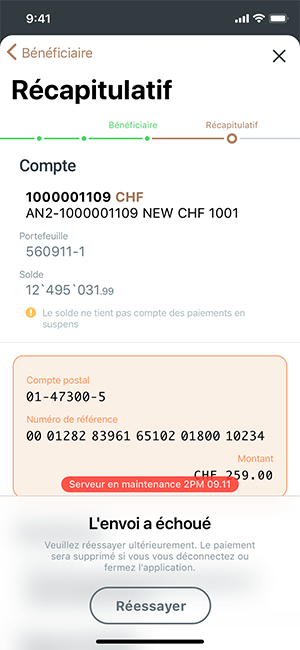 9:41
Bénéficiaire
Récapitulatif
Bénéficiaire Récapitulatif
Compte
1000001109 CHF
AN2-1000001109 NEW CHF 1001
Portefeuille
560911-1
Solde
12`495`031.99
Le solde ne tient pas compte des paiements en
suspens
Compte postal
01-47300-5
Numéro de référence
00 01282 83961 65102 01800 10234
Montant
CHF 259.00
Serveur en maintenance 2PM 09.11
L'envoi a échoué
Veuillez réessayer ultérieurement. Le paiement
sera supprimé si vous vous déconnectez ou
fermez l'application.
Réessayer